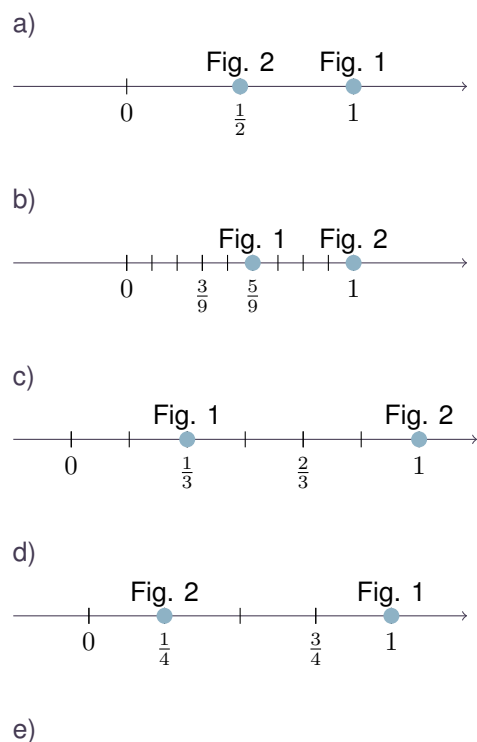 a)
Fig. 2 Fig. 1
0 1/2 1
b)
Fig. 1 Fig. 2
0 3/9 5/9 1
c)
Fig. 1 Fig. 2
0 1/3 2/3 1
d)
Fig. 2 Fig. 1
0 1/4 3/4 1
e)